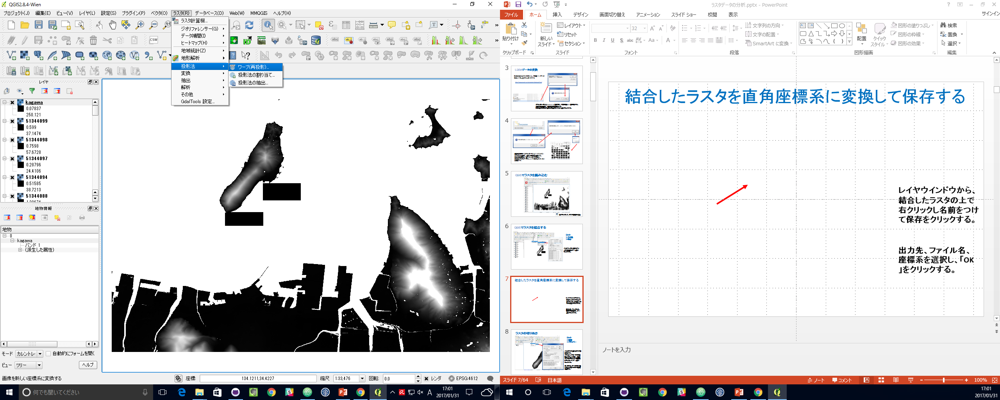 QGIS2.8.4-Wien
プロジェクト(J) 編集(E) ビュー(V) レイヤ(L) 設定(S) プラグイン(P) ベクタ(O) ラスタ(R) データベース(D) Web(W) MMQGIS ヘルプ(H)
ラスタ計算機...
ジオリファレンサー(G)
データ補間(I)
ヒートマップ(H)
地域統計(Z)
地形解析
投影法
変換
抽出
解析
その他
GdalTools 設定...
ワープ(再投影)...
投影法の割り当て...
投影法の抽出...
レイヤ
kagawa
0.07837
250.121
51344099
0.599
37.1474
51344098
0.7598
57.6728
51344097
0.28796
24.4106
51344094
0.51585
38.7213
51344088
地物情報
地物
0
kagawa
バンド 1
(派生した属性)
モード カレントレ 自動的にフォームを開く
ビュー ツリー ヘルプ
画像を新しい座標系に変換する 座標: 134.1211,34.4227 縮尺 1:33,476 回転: 0.0 レンダ EPSG:4612
何でも聞いてください
A
17:01
2017/01/31
ラスタデータの分析.pptx - PowerPoint
サインイン
ファイル ホーム 挿入 デザイン 画面切り替え アニメーション スライド ショー 校閲 表示
貼り付け
クリップボード
新しい
スライド
レイアウト
リセット
セクション
スライド
32
フォント
文字列の方向
文字の配置
SmartArt に変換
段落
配置
クイック
スタイル
図形の塗りつぶし
図形の枠線
図形の効果
図形描画
検索
置換
選択
編集
3
1.DEMデータの変換
4
5
QGISでラスタを読み込む
6
QGISでラスタを結合する
7
結合したラスタを直角座標系に変換して保存する
8
ラスタの切りぬき
結合したラスタを直角座標系に変換して保存する
レイヤウインドウから、
結合したラスタの上で
右クリックし名前をつけ
て保存をクリックする。
出力先、ファイル名、
座標系を選択し、「OK
」をクリックする。
ノートを入力
スライド 7/64 日本語 ノート コメント 100%
17:01
2017/01/31